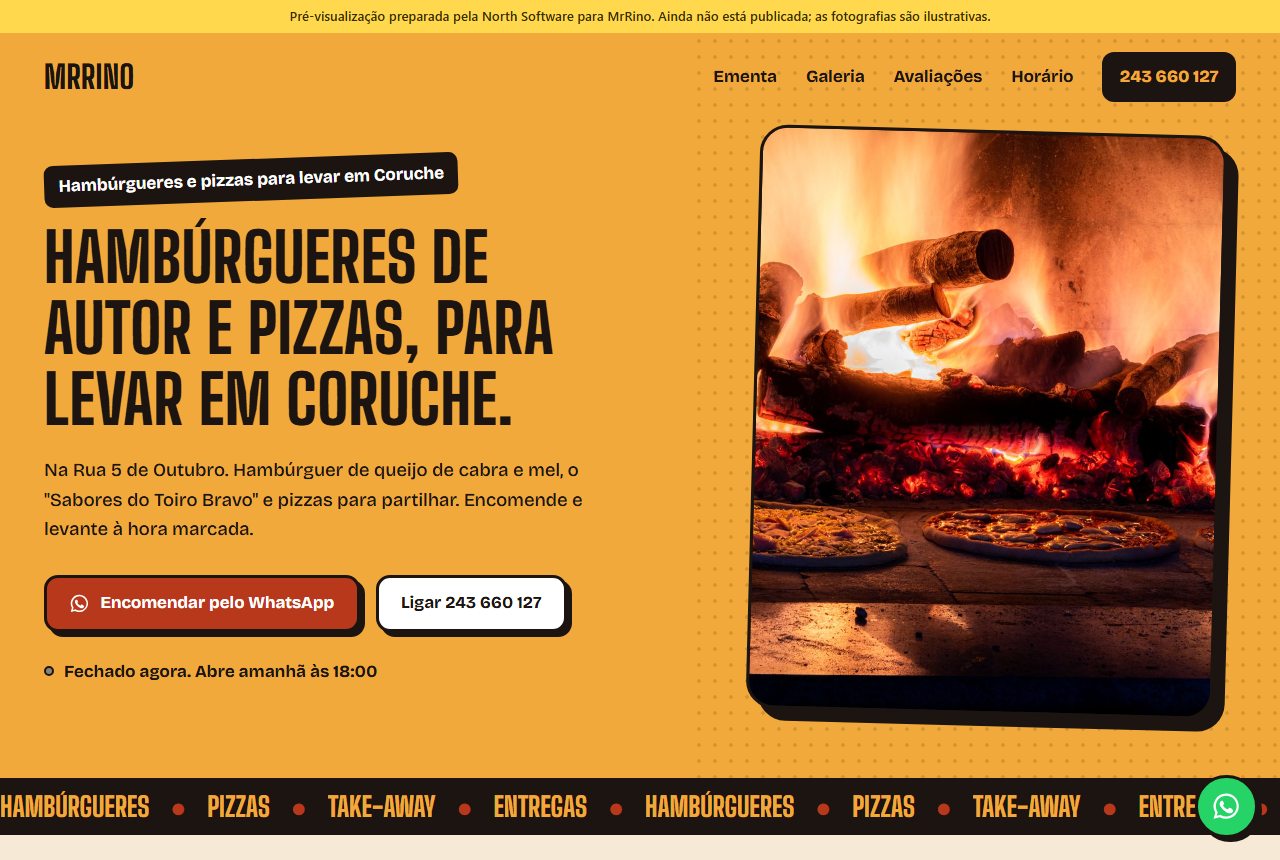 Pré-visualização preparada pela North Software para MrRino. Ainda não está publicada; as fotografias são ilustrativas.
MRRINO
Ementa
Galeria
Avaliações
Horário
243 660 127
Hambúrgueres e pizzas para levar em Coruche
HAMBÚRGUERES DE
AUTOR E PIZZAS, PARA
LEVAR EM CORUCHE.
Na Rua 5 de Outubro. Hambúrguer de queijo de cabra e mel, o
"Sabores do Toiro Bravo" e pizzas para partilhar. Encomende e
levante à hora marcada.
Encomendar pelo WhatsApp
Ligar 243 660 127
Fechado agora. Abre amanhã às 18:00
HAMBÚRGUERES PIZZAS TAKE-AWAY ENTREGAS HAMBÚRGUERES PIZZAS TAKE-AWAY ENTRE